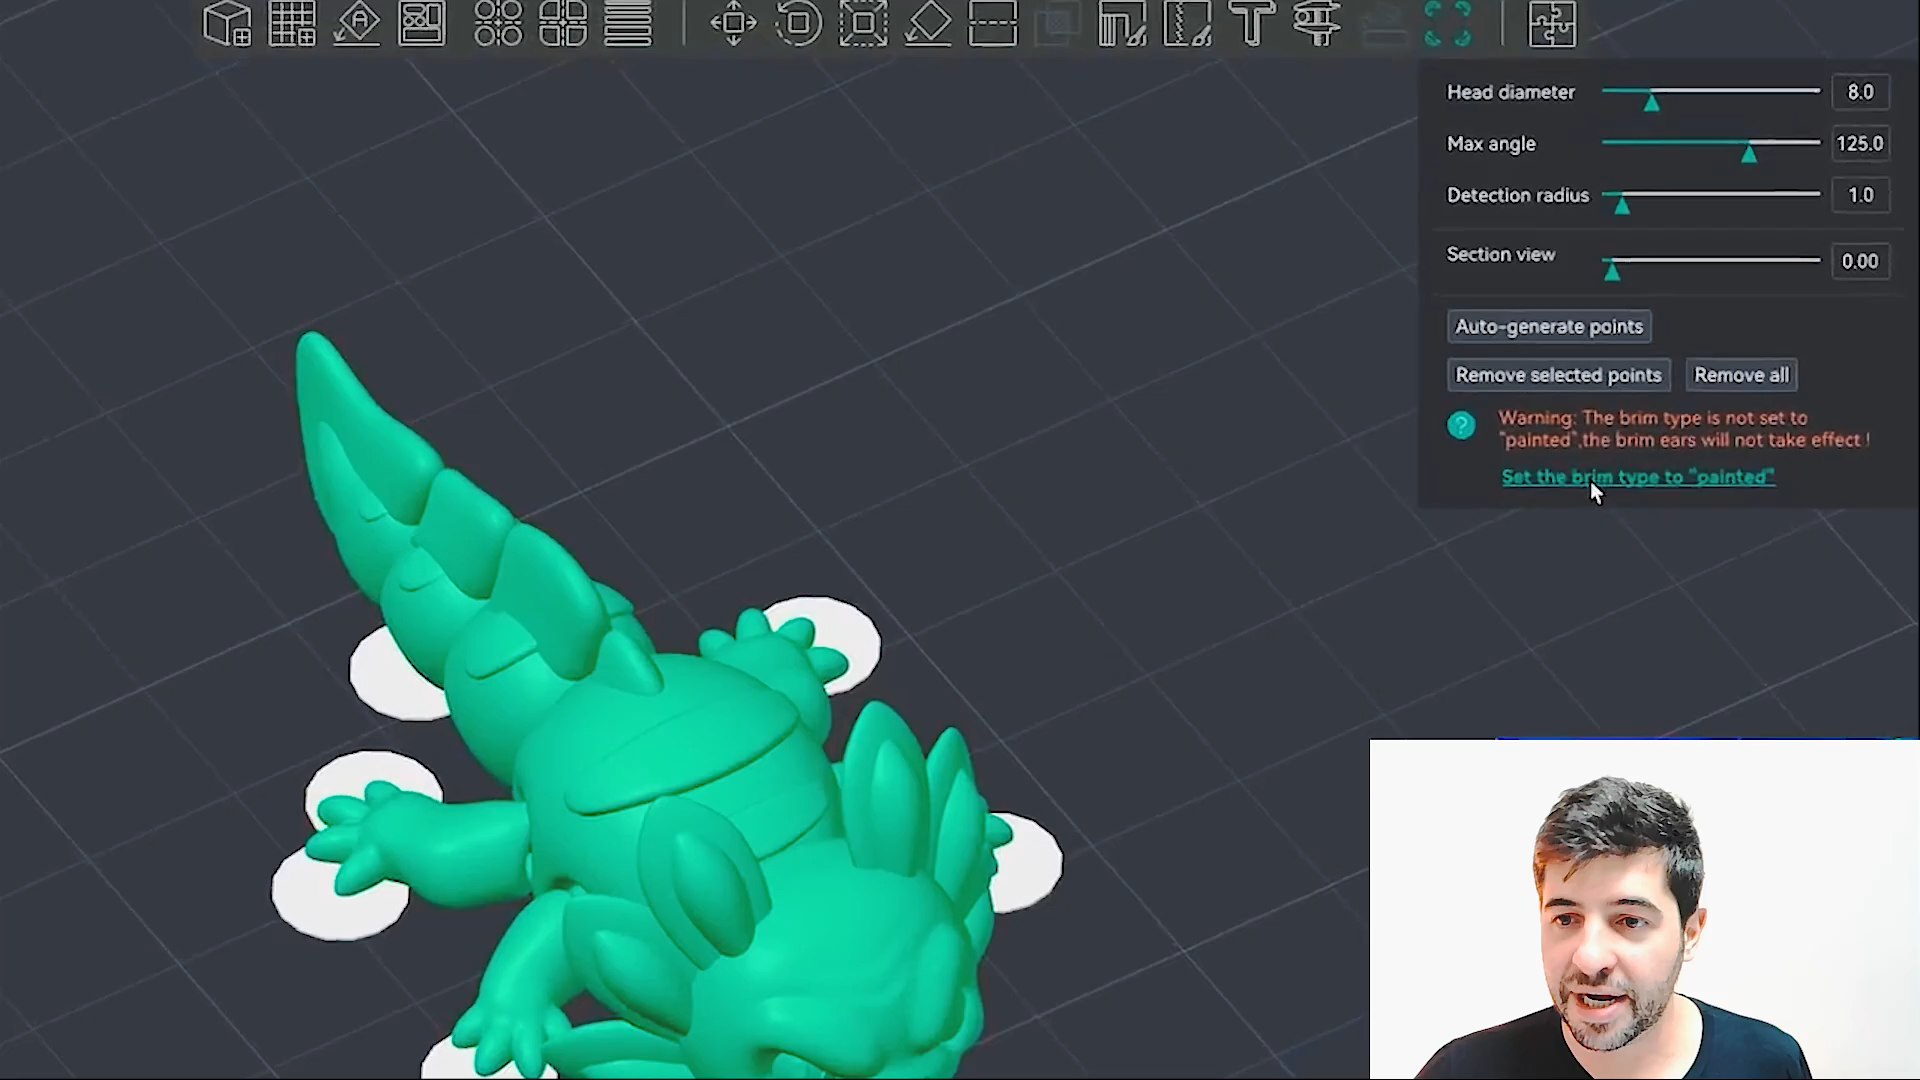 Head diameter 8.0
Max angle 125.0
Detection radius 1.0
Section view 0.00
Auto-generate points
Remove selected points Remove all
? Warning: The brim type is not set to
"painted",the brim ears will not take effect !
Set the brim type to "painted"